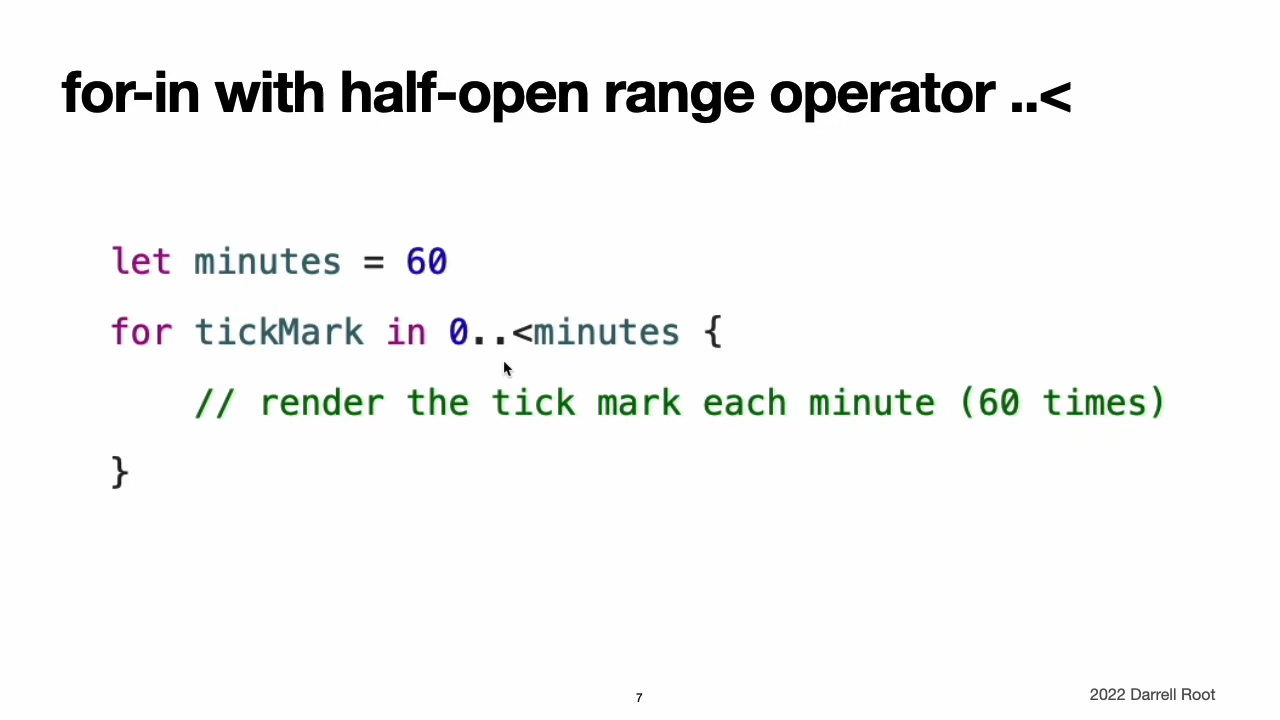 for-in with half-open range operator ..<
let minutes = 60
for tickMark in 0..<minutes {
// render the tick mark each minute (60 times)
}
7
2022 Darrell Root